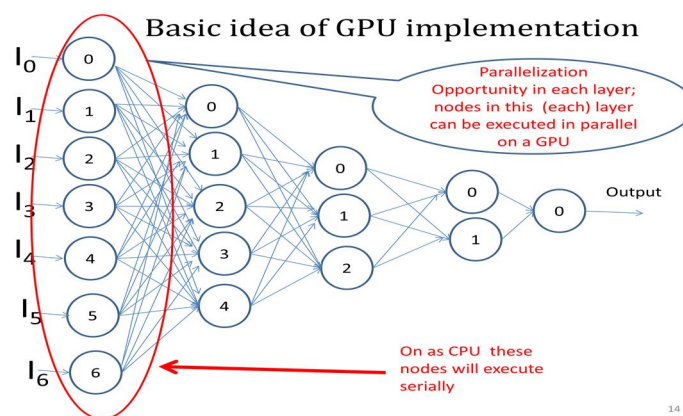 Basic idea of GPU implementation
I0
I1
I2
I3
I4
I5
I6
0
1
2
3
4
5
6
0
1
2
3
4
0
1
2
0
1
0
Output
Parallelization
Opportunity in each layer;
nodes in this (each) layer
can be executed in parallel
on a GPU
On as CPU these
nodes will execute
serially
14